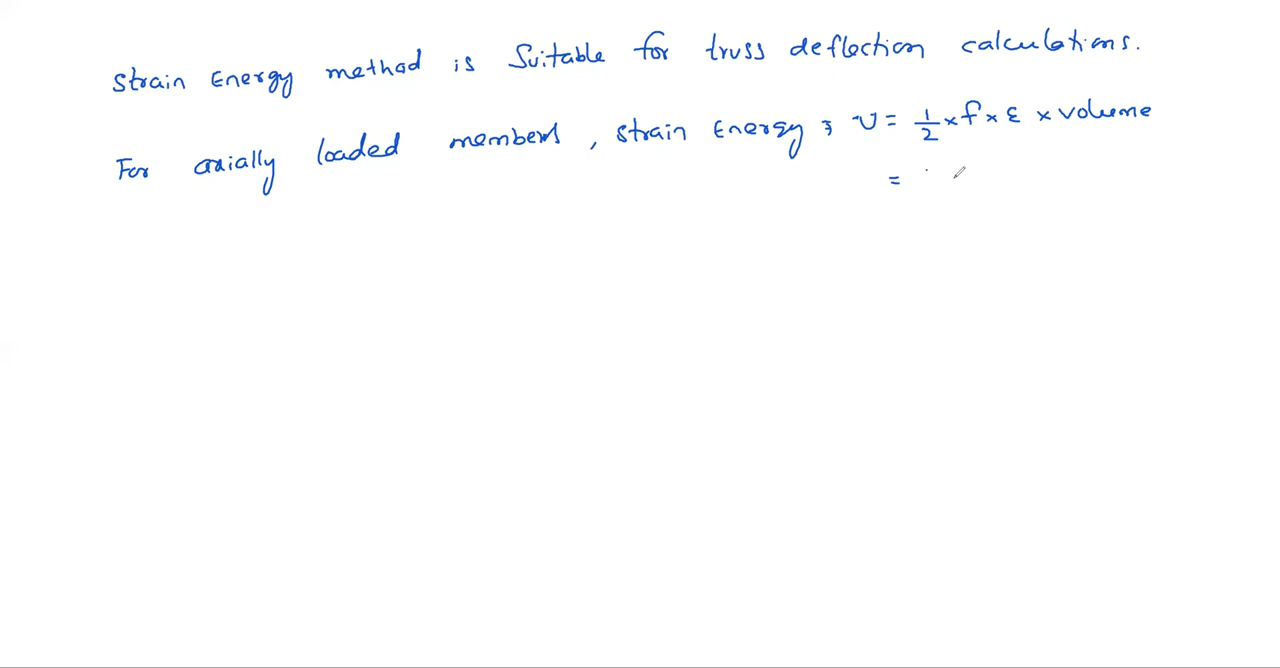 Strain Energy method is Suitable for truss deflection calculations.
For axially loaded members, strain Energy, U = 1/2 × f × ε × volume
=